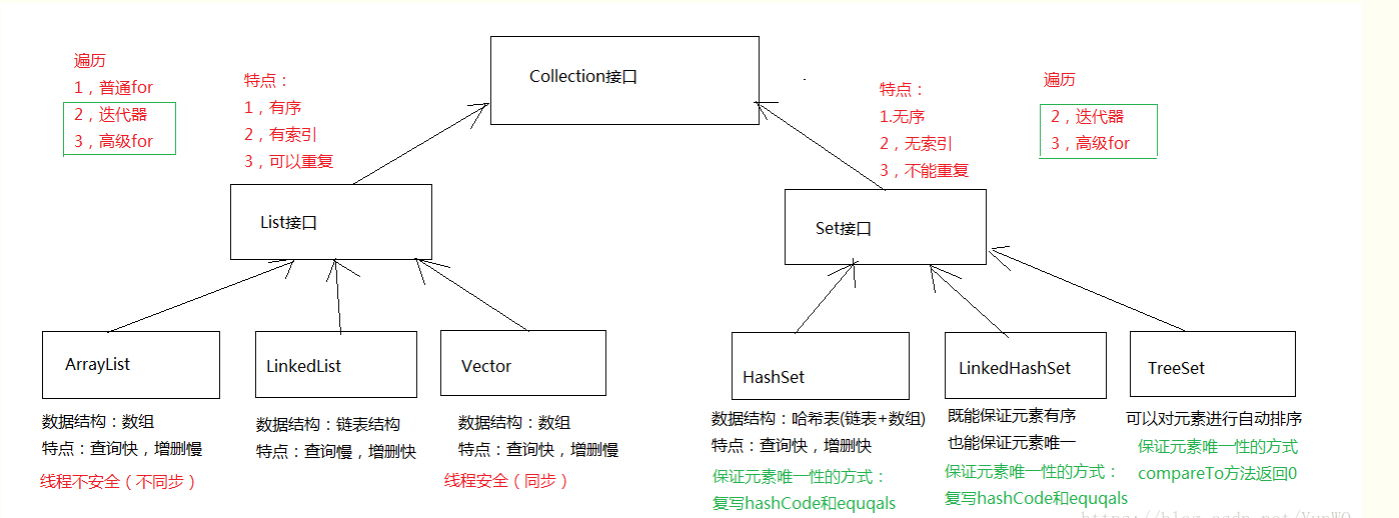 Collection接口
遍历
1，普通for
2，迭代器
3，高级for
特点：
1，有序
2，有索引
3，可以重复
特点：
1.无序
2，无索引
3，不能重复
遍历
2，迭代器
3，高级for
List接口
Set接口
ArrayList
数据结构：数组
特点：查询快，增删慢
线程不安全（不同步）
LinkedList
数据结构：链表结构
特点：查询慢，增删快
Vector
数据结构：数组
特点：查询快，增删慢
线程安全（同步）
HashSet
数据结构：哈希表(链表+数组)
特点：查询快，增删快
保证元素唯一性的方式：
复写hashCode和equqals
LinkedHashSet
既能保证元素有序
也能保证元素唯一
保证元素唯一性的方式：
复写hashCode和equqals
TreeSet
可以对元素进行自动排序
保证元素唯一性的方式
compareTo方法返回0